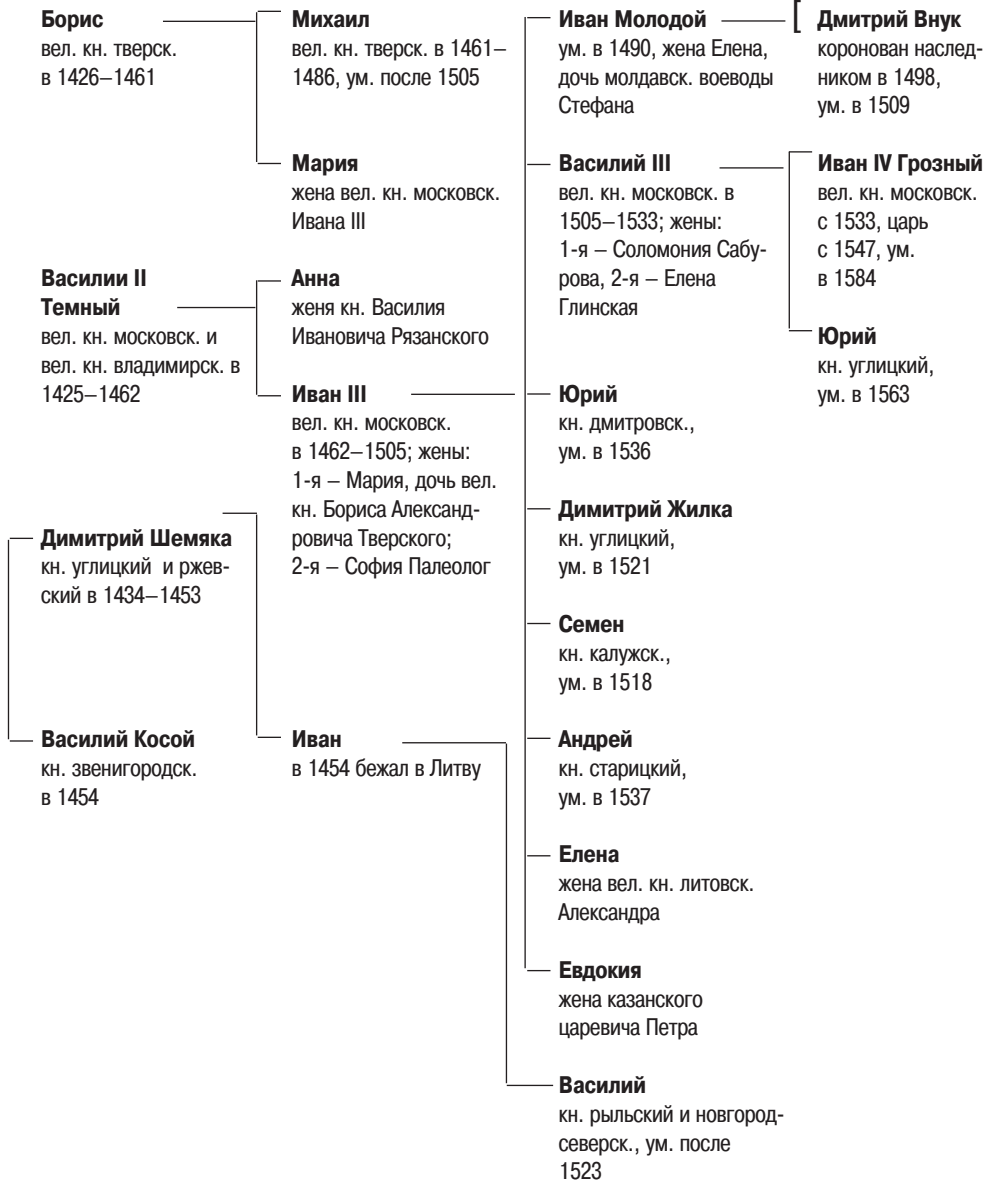 Борис
вел. кн. тверск.
в 1426–1461
Василии II
Темный
вел. кн. московск. и
вел. кн. владимирск. в
1425–1462
Димитрий Шемяка
кн. углицкий и ржев-
ский в 1434–1453
Василий Косой
кн. звенигородск.
в 1454
Михаил
вел. кн. тверск. в 1461–
1486, ум. после 1505
Мария
жена вел. кн. московск.
Ивана III
Анна
женя кн. Василия
Ивановича Рязанского
Иван III
вел. кн. московск.
в 1462–1505; жены:
1-я – Мария, дочь вел.
кн. Бориса Александ-
ровича Тверского;
2-я – София Палеолог
Иван
в 1454 бежал в Литву
Иван Молодой
ум. в 1490, жена Елена,
дочь молдавск. воеводы
Стефана
Василий III
вел. кн. московск. в
1505–1533; жены:
1-я – Соломония Сабу-
рова, 2-я – Елена
Глинская
Юрий
кн. дмитровск.,
ум. в 1536
Димитрий Жилка
кн. углицкий,
ум. в 1521
Семен
кн. калужск.,
ум. в 1518
Андрей
кн. старицкий,
ум. в 1537
Елена
жена вел. кн. литовск.
Александра
Евдокия
жена казанского
царевича Петра
Василий
кн. рыльский и новгород-
северск., ум. после
1523
Дмитрий Внук
коронован наслед-
ником в 1498,
ум. в 1509
Иван IV Грозный
вел. кн. московск.
с 1533, царь
с 1547, ум.
в 1584
Юрий
кн. углицкий,
ум. в 1563